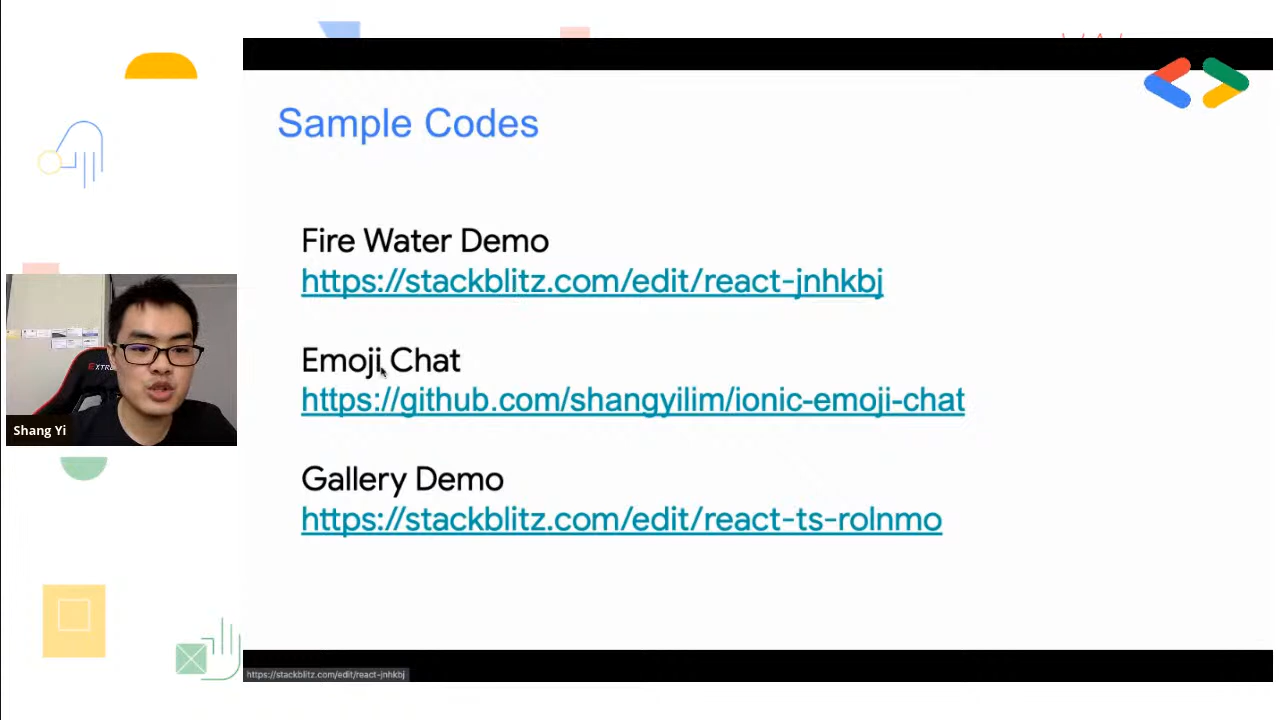 Sample Codes
Fire Water Demo
https://stackblitz.com/edit/react-jnhkbj
Emoji Chat
https://github.com/shangyilim/ionic-emoji-chat
Gallery Demo
https://stackblitz.com/edit/react-ts-rolnmo
EXTR
Shang Yi
https://stackblitz.com/edit/react-jnhkbj